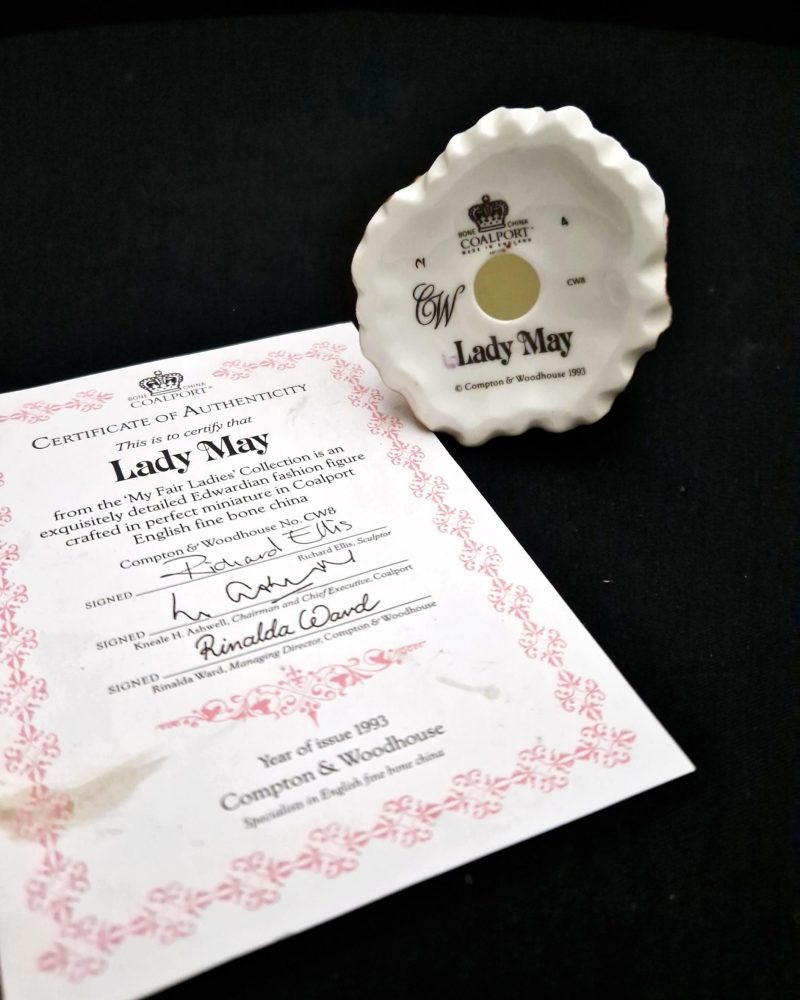 BONE CHINA
COALPORT®
CERTIFICATE OF AUTHENTICITY
This is to certify that
Lady May
from the 'My Fair Ladies' Collection is an
exquisitely detailed Edwardian fashion figure
crafted in perfect miniature in Coalport
English fine bone china
Compton & Woodhouse No. CW8
Richard Ellis
SIGNED
Richard Ellis, Sculptor
SIGNED
Kneale H. Ashwell, Chairman and Chief Executive, Coalport
Rinalda Ward
SIGNED
Rinalda Ward, Managing Director, Compton & Woodhouse
Year of issue 1993
Compton & Woodhouse
Specialists in English fine bone china
BONE CHINA
COALPORT®
MADE IN ENGLAND
4
CW
CW8
Lady May
© Compton & Woodhouse 1993